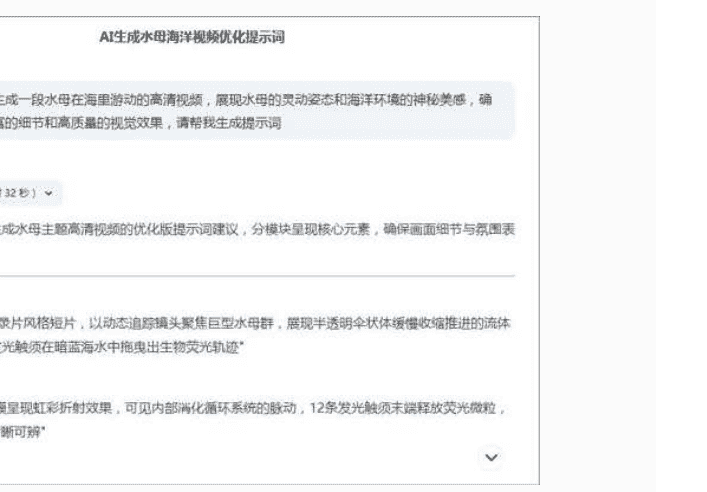 AI生成水母海洋视频优化提示词
生成一段水母在海里游动的高清视频，展现水母的灵动姿态和海洋环境的神秘美感，确
富的细节和高质量的视觉效果，请帮我生成提示词
32 秒）
生成水母主题高清视频的优化版提示词建议，分模块呈现核心元素，确保画面细节与氛围表
录片风格短片，以动态追踪镜头聚焦巨型水母群，展现半透明伞状体缓慢收缩推进的流体
光触须在暗蓝海水中拖曳出生物荧光轨迹"
膜呈现虹彩折射效果，可见内部消化循环系统的脉动，12条发光触须末端释放荧光微粒，
晰可辨"